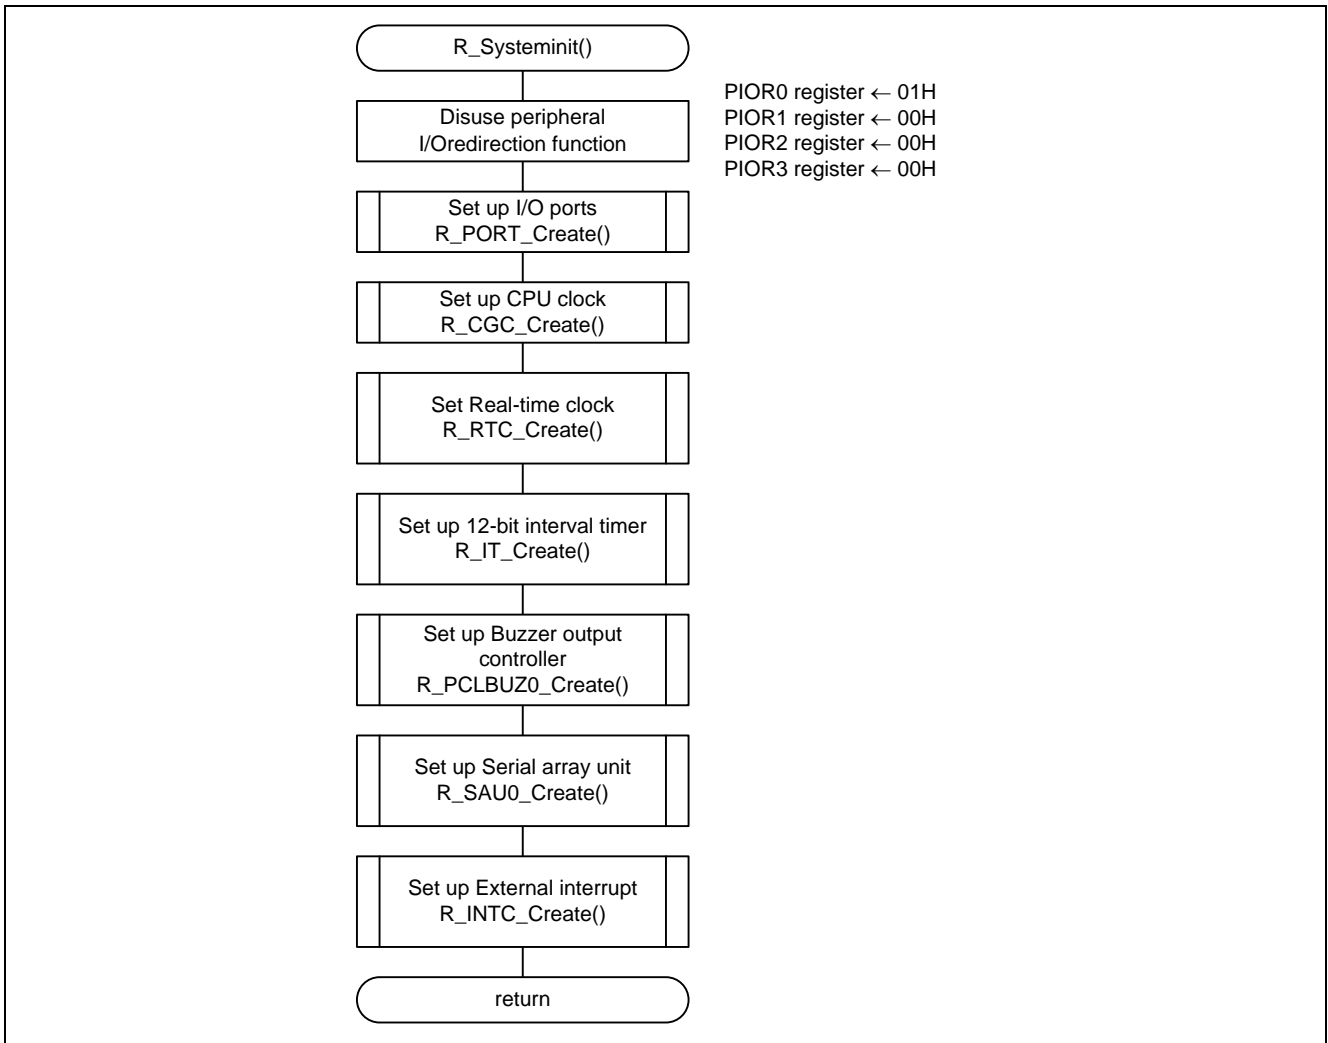 R_Systeminit()
Disuse peripheral
I/Oredirection function
PIOR0 register ← 01H
PIOR1 register ← 00H
PIOR2 register ← 00H
PIOR3 register ← 00H
Set up I/O ports
R_PORT_Create()
Set up CPU clock
R_CGC_Create()
Set Real-time clock
R_RTC_Create()
Set up 12-bit interval timer
R_IT_Create()
Set up Buzzer output
controller
R_PCLBUZ0_Create()
Set up Serial array unit
R_SAU0_Create()
Set up External interrupt
R_INTC_Create()
return